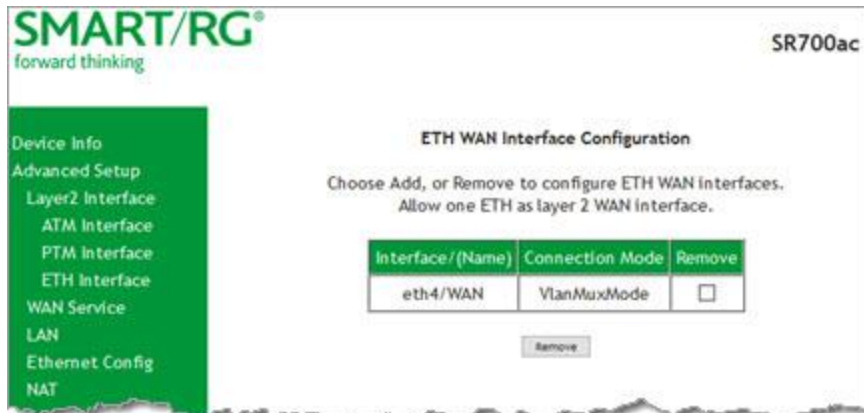 SMART/RG®
forward thinking
SR700ac
Device Info
Advanced Setup
Layer2 Interface
ATM Interface
PTM Interface
ETH Interface
WAN Service
LAN
Ethernet Config
NAT
ETH WAN Interface Configuration
Choose Add, or Remove to configure ETH WAN interfaces.
Allow one ETH as layer 2 WAN interface.
Interface/(Name) Connection Mode Remove
eth4/WAN VlanMuxMode
Remove